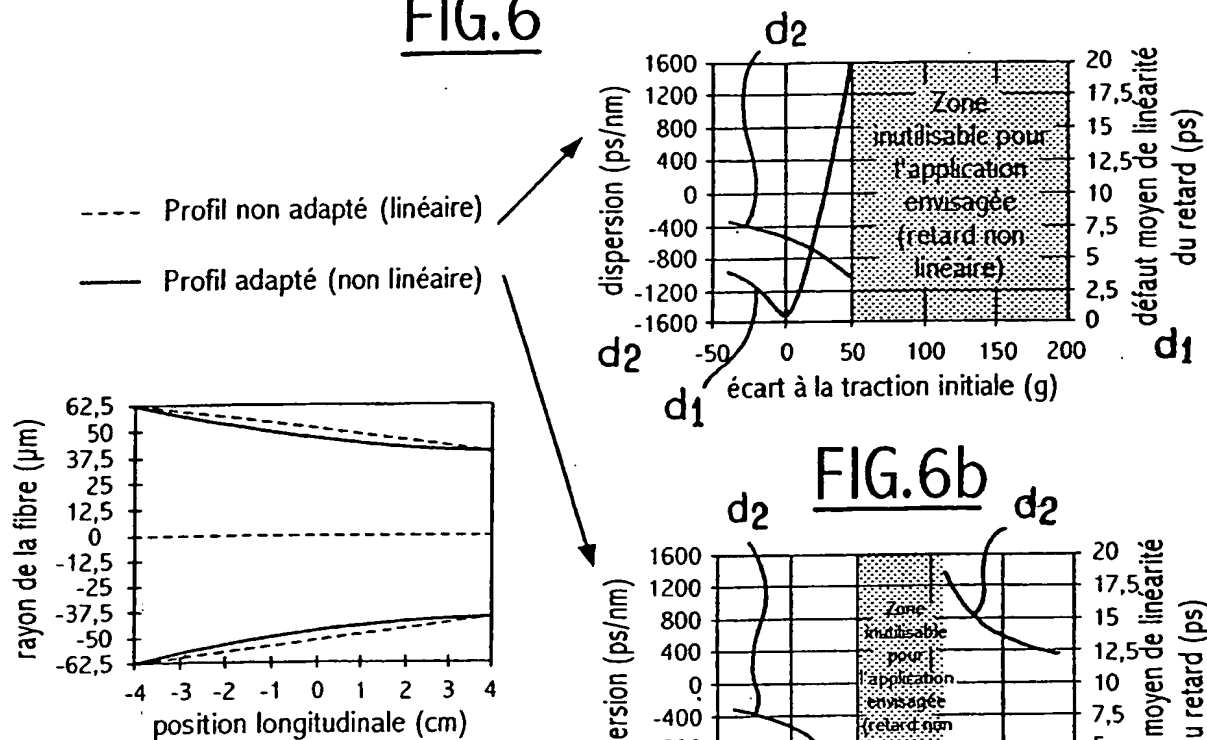 FIG.6
Profil non adapté (linéaire)
Profil adapté (non linéaire)
d2
1600
1200
800
400
0
-400
-800
-1200
-1600
dispersion (ps/nm)
Zone
inutilisable pour
l'application
envisagée
(retard non
linéaire)
20
17,5
15
12,5
10
7,5
5
2,5
0
défaut moyen de linéarité
du retard (ps)
d2
-50
0
50
100
150
200
d1
d1
écart à la traction initiale (g)
62,5
50
37,5
25
12,5
0
-12,5
-25
-37,5
-50
-62,5
rayon de la fibre (µm)
-4
-3
-2
-1
0
1
2
3
4
position longitudinale (cm)
FIG.6b
d2
d2
1600
1200
800
400
0
-400
ersion (ps/nm)
Zone
inutilisable
pour
l'application
envisagée
(retard non
20
17,5
15
12,5
10
7,5
moyen de linéarité
u retard (ps)